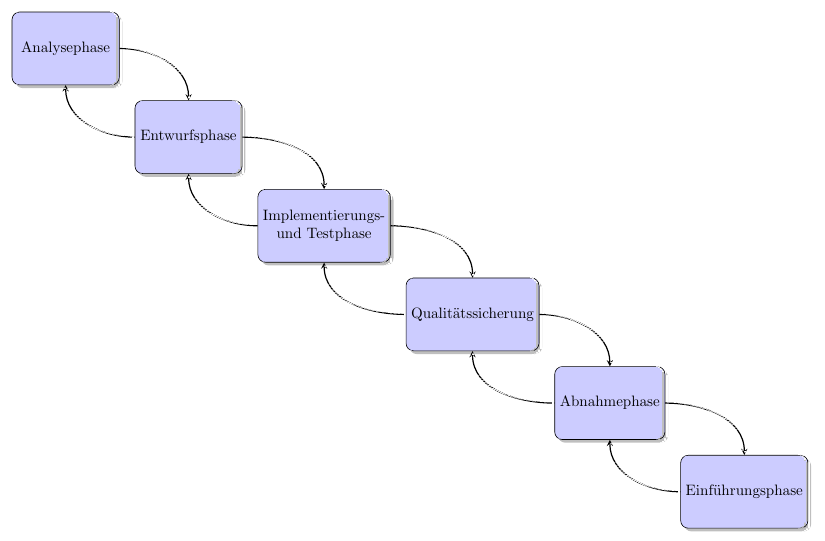 Analysephase
Entwurfsphase
Implementierungs-
und Testphase
Qualitätssicherung
Abnahmephase
Einführungsphase